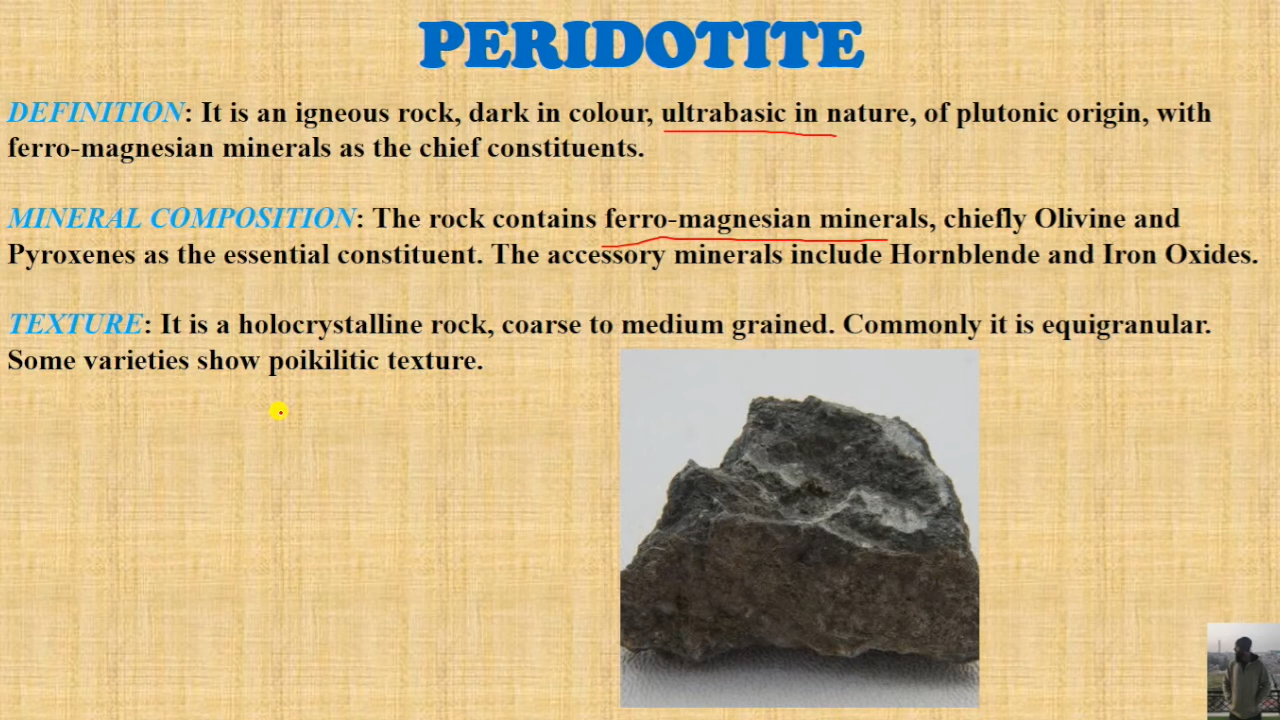 PERIDOTITE
DEFINITION: It is an igneous rock, dark in colour, ultrabasic in nature, of plutonic origin, with
ferro-magnesian minerals as the chief constituents.
MINERAL COMPOSITION: The rock contains ferro-magnesian minerals, chiefly Olivine and
Pyroxenes as the essential constituent. The accessory minerals include Hornblende and Iron Oxides.
TEXTURE: It is a holocrystalline rock, coarse to medium grained. Commonly it is equigranular.
Some varieties show poikilitic texture.